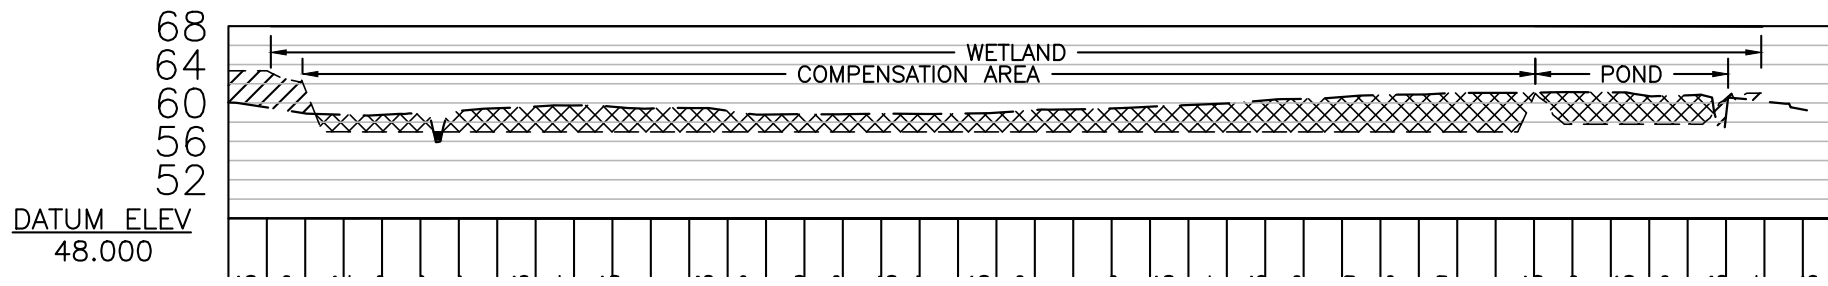 68
WETLAND
64
COMPENSATION AREA
POND
60
56
52
DATUM ELEV
48.000